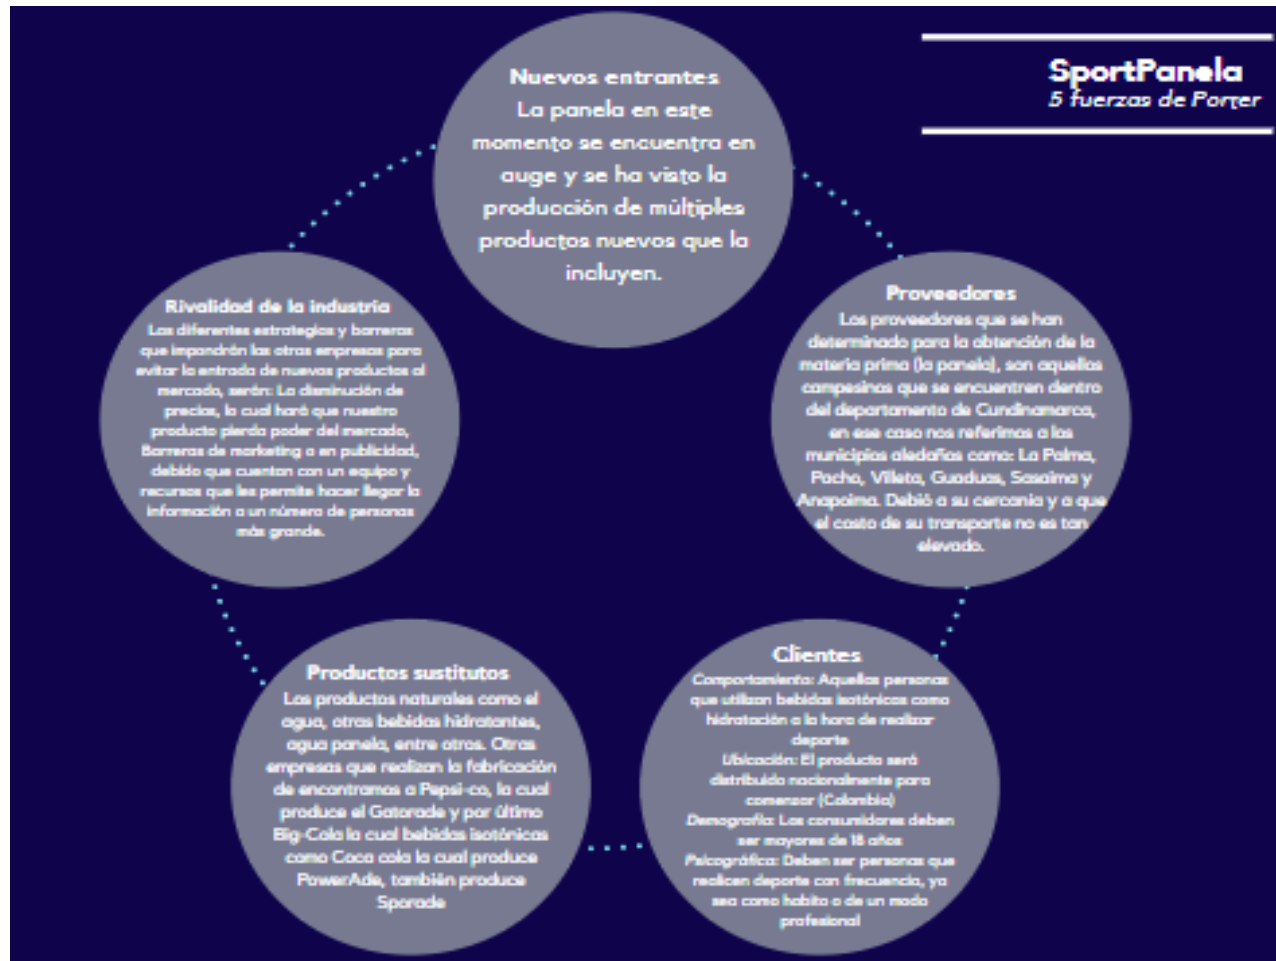 SportPanela
5 fuerzas de Porter
Nuevos entrantes
La panela en este
momento se encuentra en
auge y se ha visto la
producción de múltiples
productos nuevos que la
incluyen.
Rivalidad de la industria
Las diferentes estrategias y barreras
que impondrán las otras empresas para
evitar la entrada de nuevos productos al
mercado, serán: La disminución de
precios, la cual hará que nuestro
producto pierda poder del mercado,
Barreras de marketing o en publicidad,
debido que cuentan con un equipo y
recursos que les permite hacer llegar la
información a un número de personas
más grande.
Proveedores
Los proveedores que se han
determinado para la obtención de la
materia prima (la panela), son aquellos
campesinos que se encuentren dentro
del departamento de Cundinamarca,
en ese caso nos referimos a los
municipios aledaños como: La Palma,
Pacho, Villeta, Guaduas, Sasaima y
Anapoima. Debió a su cercanía y a que
el costo de su transporte no es tan
elevado.
Productos sustitutos
Los productos naturales como el
agua, otras bebidas hidratantes,
agua panela, entre otros. Otras
empresas que realizan la fabricación
de encontramos a Pepsi-co, la cual
produce el Gatorade y por último
Big-Cola la cual bebidas isotónicas
como Coca cola la cual produce
PowerAde, también produce
Sporade
Clientes
Comportamiento: Aquellas personas
que utilizan bebidas isotónicas como
hidratación a la hora de realizar
deporte
Ubicación: El producto será
distribuido nacionalmente para
comenzar (Colombia)
Demografía: Los consumidores deben
ser mayores de 18 años
Psicográfica: Deben ser personas que
realicen deporte con frecuencia, ya
sea como habito o de un modo
profesional